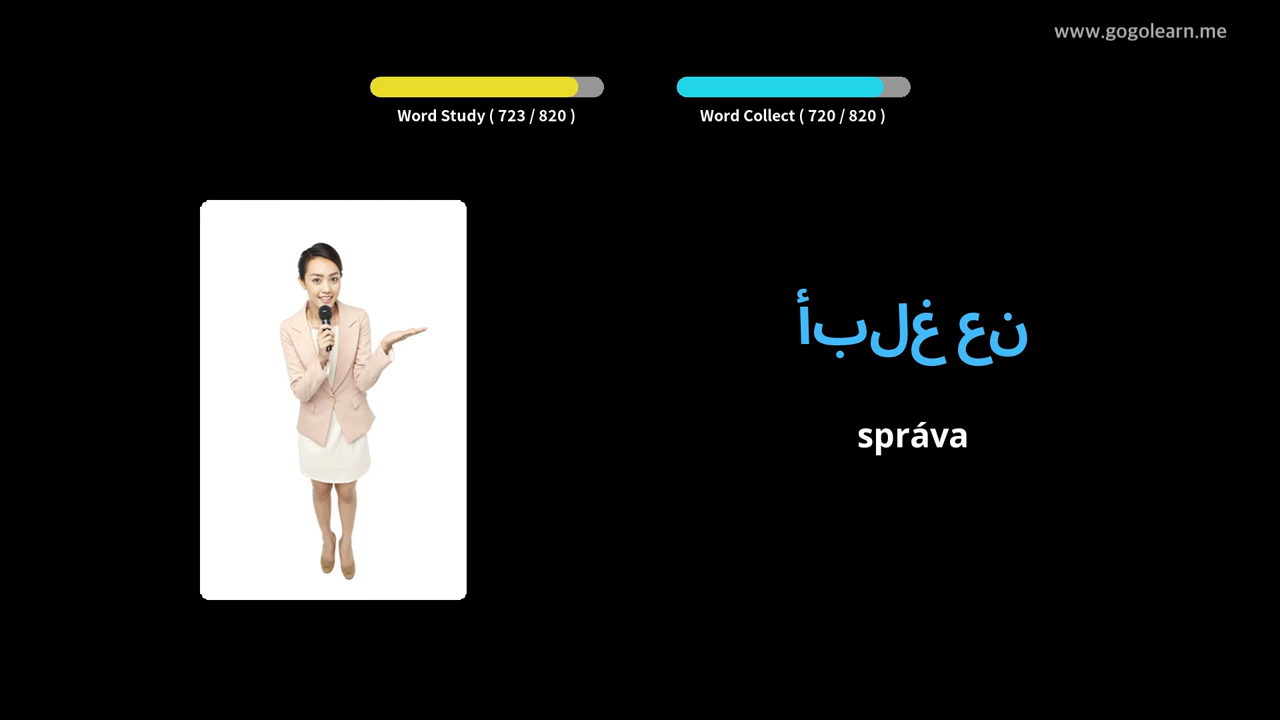 www.gogolearn.me
Word Study ( 723 / 820 )
Word Collect ( 720 / 820 )
أبلغ عن
správa